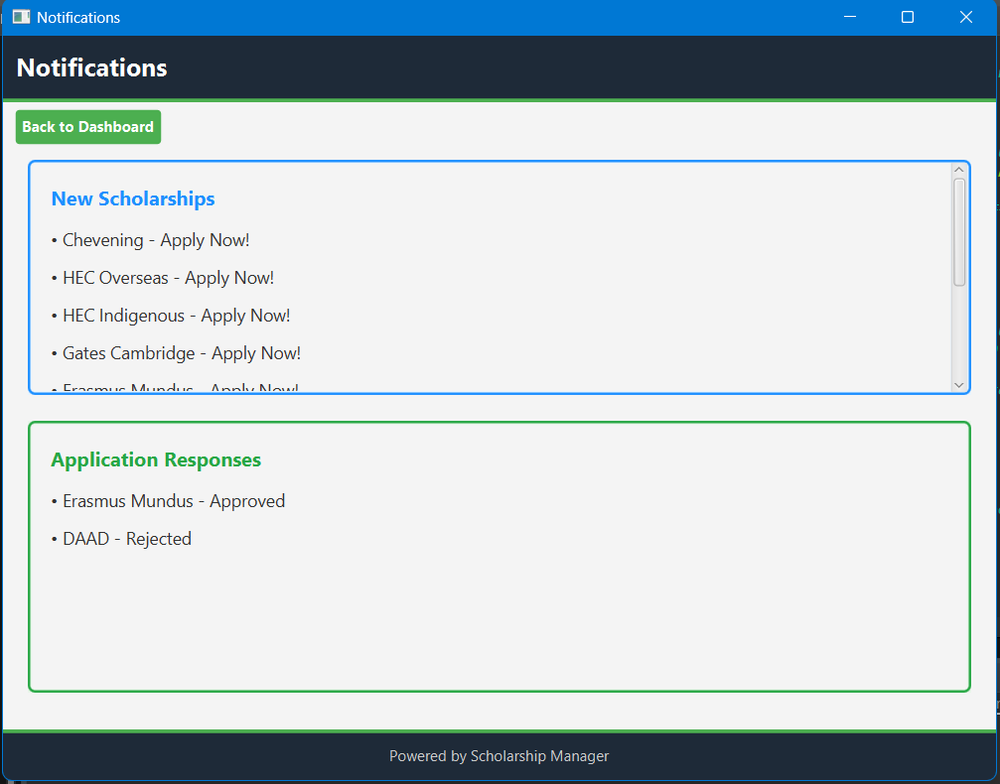 Notifications
Notifications
Back to Dashboard
New Scholarships
• Chevening - Apply Now!
• HEC Overseas - Apply Now!
• HEC Indigenous - Apply Now!
• Gates Cambridge - Apply Now!
• Erasmus Mundus - Apply Now!
Application Responses
• Erasmus Mundus - Approved
• DAAD - Rejected
Powered by Scholarship Manager